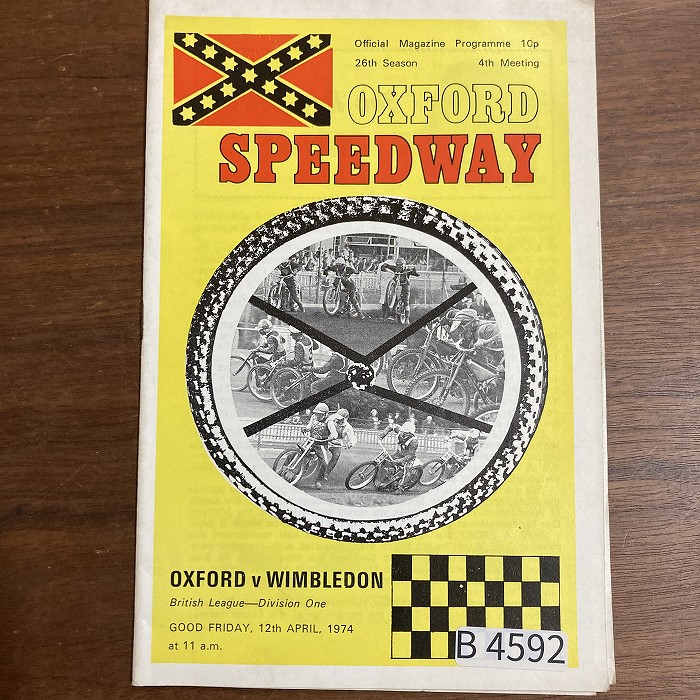 Official Magazine Programme 10p
26th Season 4th Meeting
OXFORD
SPEEDWAY
OXFORD v WIMBLEDON
British League—Division One
GOOD FRIDAY, 12th APRIL, 1974
at 11 a.m.
B 4592